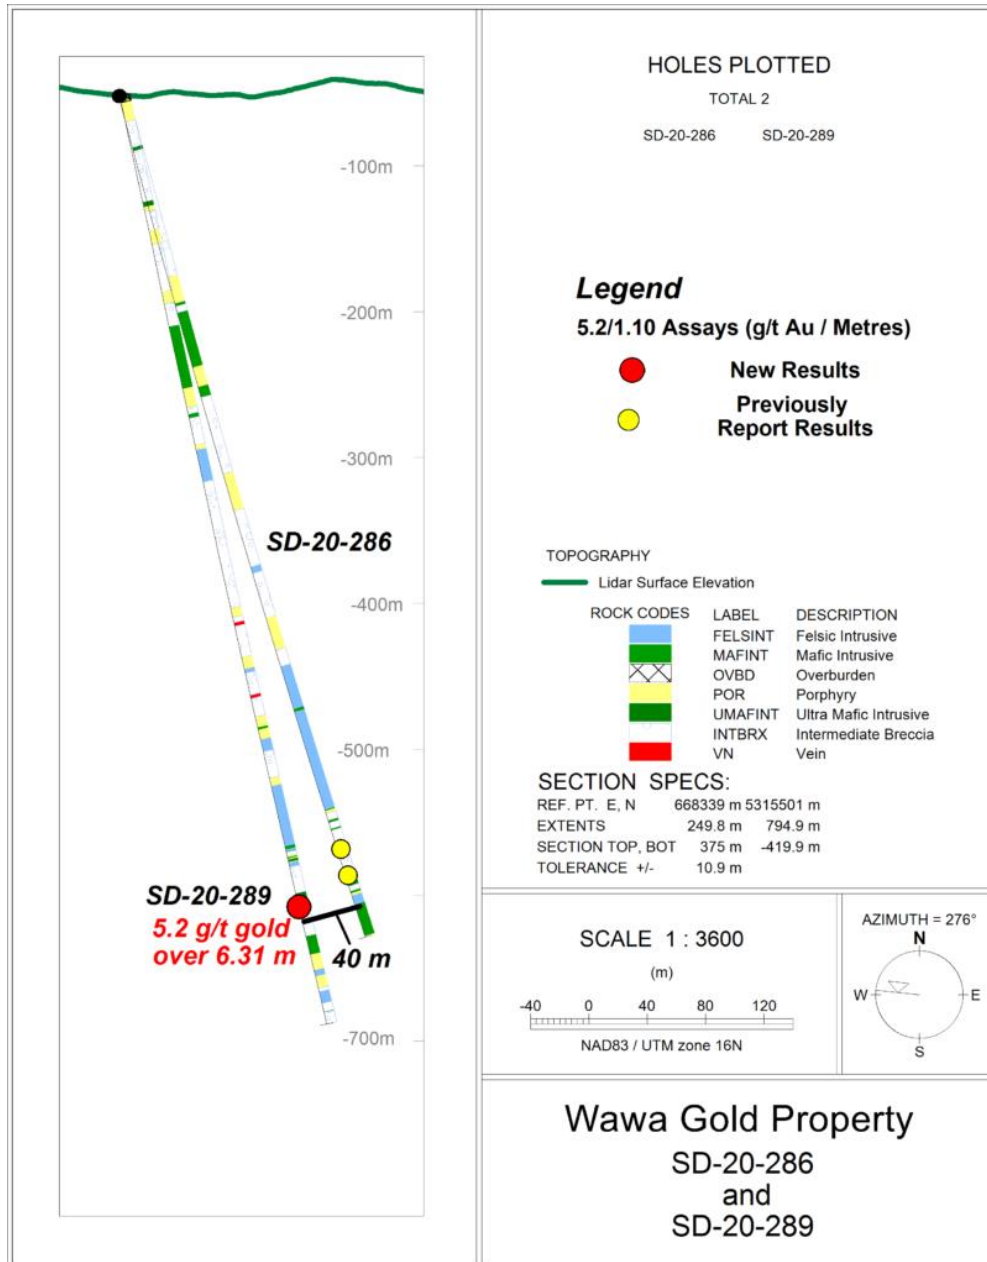 -100m
-200m
-300m
SD-20-286
-400m
-500m
SD-20-289
5.2 g/t gold
over 6.31 m
40 m
-700m
HOLES PLOTTED
TOTAL 2
SD-20-286 SD-20-289
Legend
5.2/1.10 Assays (g/t Au / Metres)
New Results
Previously
Report Results
TOPOGRAPHY
Lidar Surface Elevation
ROCK CODES LABEL DESCRIPTION
FELSINT Felsic Intrusive
MAFINT Mafic Intrusive
OVBD Overburden
POR Porphyry
UMAFINT Ultra Mafic Intrusive
INTBRX Intermediate Breccia
VN Vein
SECTION SPECS:
REF. PT. E, N 668339 m 5315501 m
EXTENTS 249.8 m 794.9 m
SECTION TOP, BOT 375 m -419.9 m
TOLERANCE +/- 10.9 m
SCALE 1 : 3600
(m)
-40 0 40 80 120
NAD83 / UTM zone 16N
AZIMUTH = 276°
N
W E
S
Wawa Gold Property
SD-20-286
and
SD-20-289